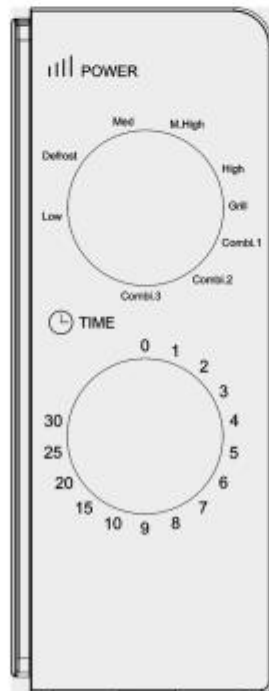 POWER
Med
M.High
Defrost
High
Low
Grill
Combi.1
Combi.2
Combi.3
TIME
0
1
2
3
4
5
6
7
8
9
10
15
20
25
30